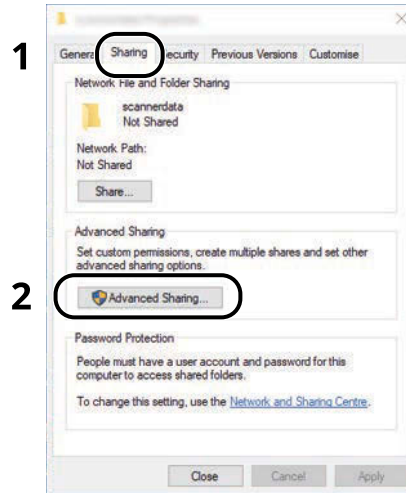 1
General Sharing Security Previous Versions Customise
Network File and Folder Sharing
scannerdata
Not Shared
Network Path:
Not Shared
Share...
Advanced Sharing
Set custom permissions, create multiple shares and set other
advanced sharing options.
2
Advanced Sharing...
Password Protection
People must have a user account and password for this
computer to access shared folders.
To change this setting, use the Network and Sharing Centre.
Close Cancel Apply